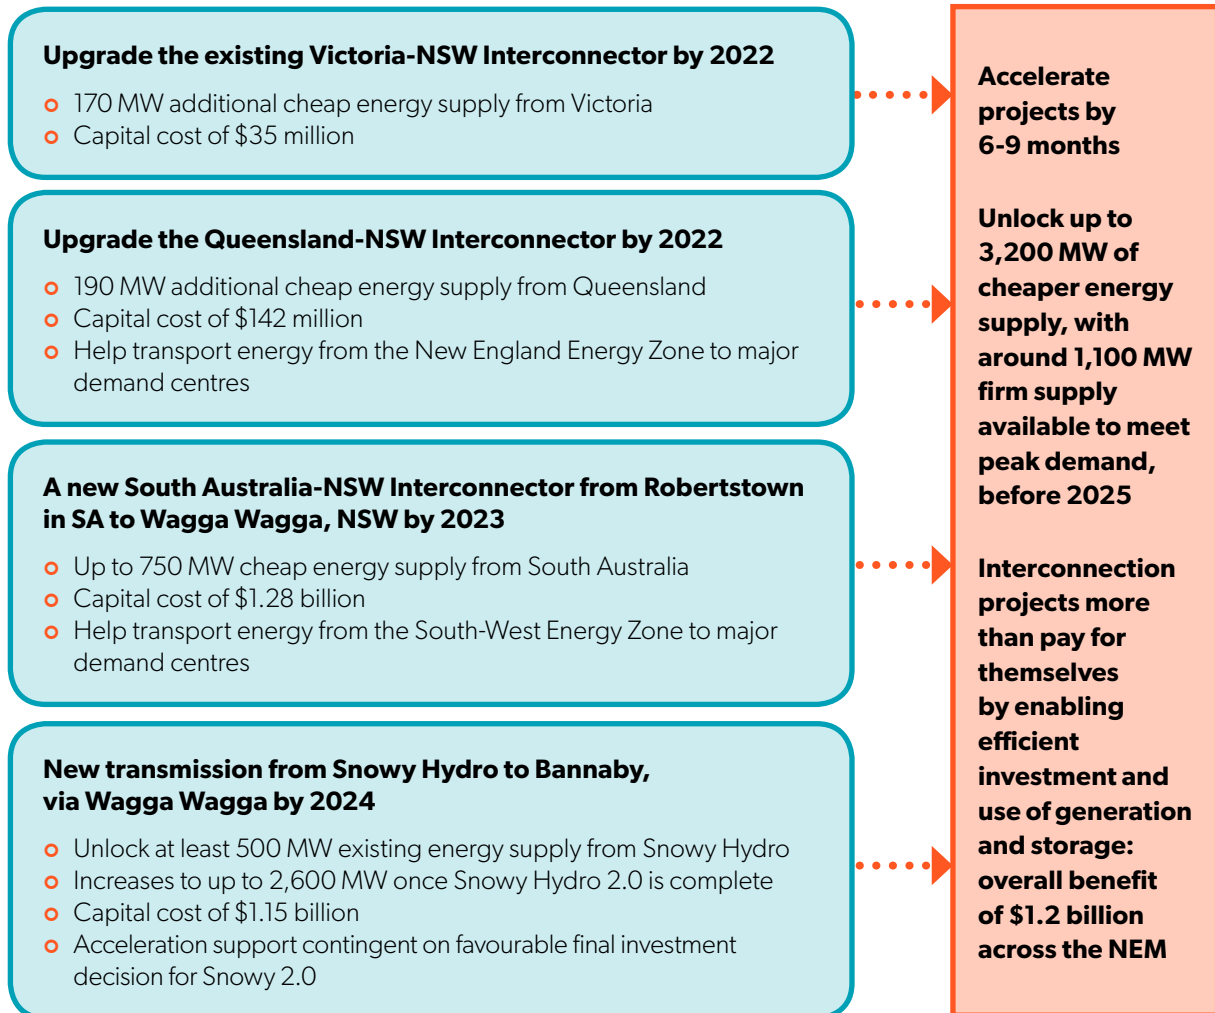 Upgrade the existing Victoria-NSW Interconnector by 2022
170 MW additional cheap energy supply from Victoria
Capital cost of $35 million
Upgrade the Queensland-NSW Interconnector by 2022
190 MW additional cheap energy supply from Queensland
Capital cost of $142 million
Help transport energy from the New England Energy Zone to major
demand centres
A new South Australia-NSW Interconnector from Robertstown
in SA to Wagga Wagga, NSW by 2023
Up to 750 MW cheap energy supply from South Australia
Capital cost of $1.28 billion
Help transport energy from the South-West Energy Zone to major
demand centres
New transmission from Snowy Hydro to Bannaby,
via Wagga Wagga by 2024
Unlock at least 500 MW existing energy supply from Snowy Hydro
Increases to up to 2,600 MW once Snowy Hydro 2.0 is complete
Capital cost of $1.15 billion
Acceleration support contingent on favourable final investment
decision for Snowy 2.0
Accelerate
projects by
6-9 months
Unlock up to
3,200 MW of
cheaper energy
supply, with
around 1,100 MW
firm supply
available to meet
peak demand,
before 2025
Interconnection
projects more
than pay for
themselves
by enabling
efficient
investment and
use of generation
and storage:
overall benefit
of $1.2 billion
across the NEM